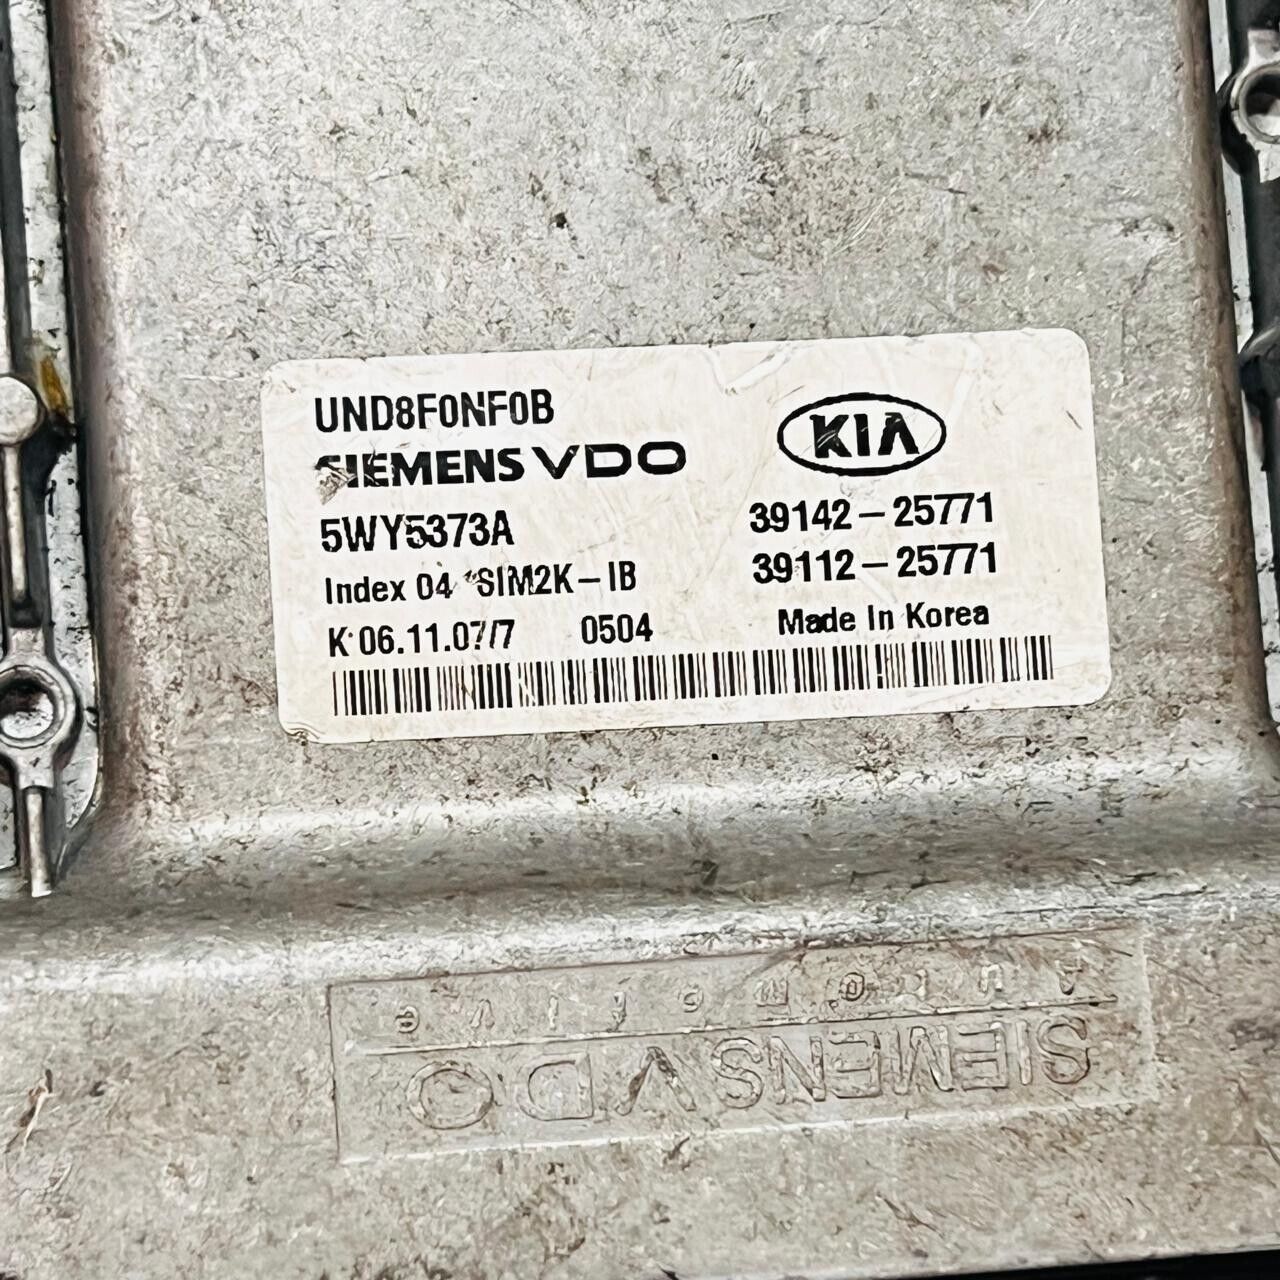 UND8F0NF0B
SIEMENS VDO
5WY5373A
Index 04 SIM2K-IB
K 06.11.07/7 0504
KIA
39142-25771
39112-25771
Made In Korea
SIEMENS VDO
Automotive